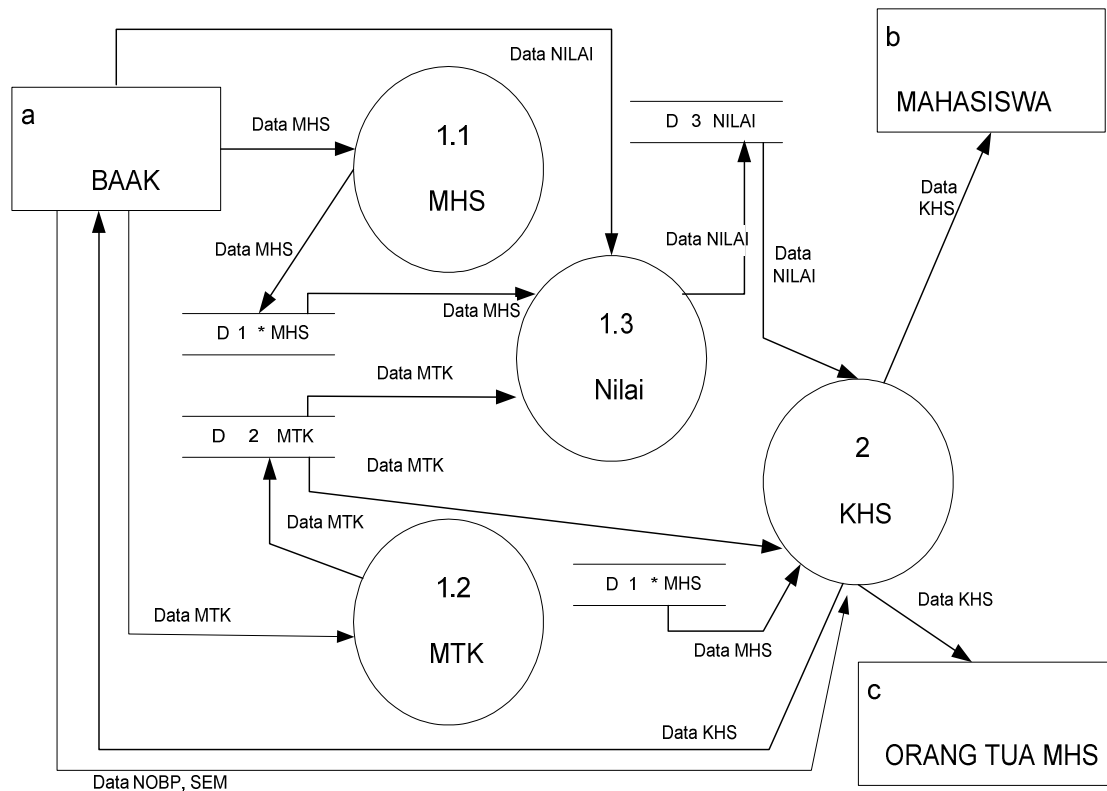 a
BAAK
Data NILAI
b
MAHASISWA
Data MHS
1.1
MHS
D 3 NILAI
Data MHS
Data NILAI
Data
NILAI
Data
KHS
D 1 * MHS
Data MHS
1.3
Nilai
Data MTK
D 2 MTK
Data MTK
2
KHS
Data MTK
1.2
MTK
D 1 * MHS
Data MTK
Data MHS
Data KHS
c
ORANG TUA MHS
Data KHS
Data NOBP, SEM